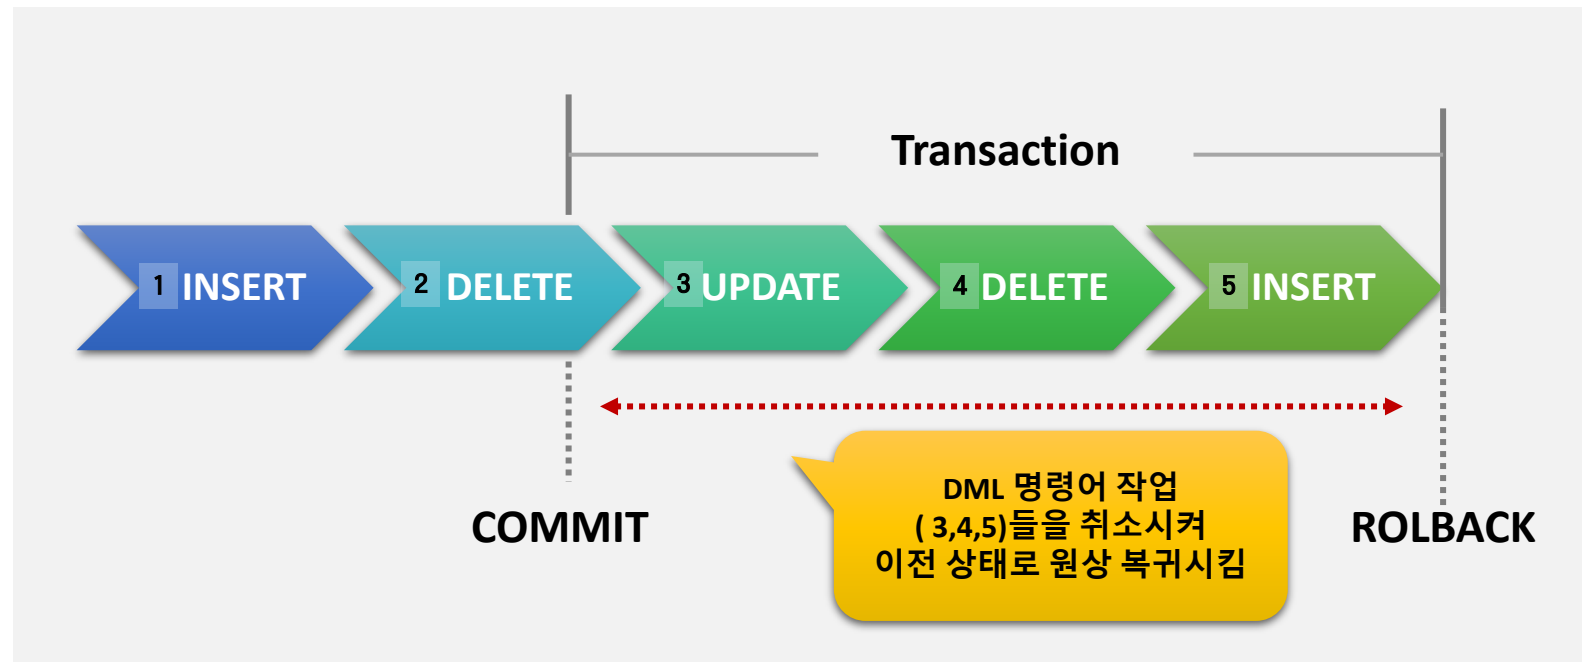 Transaction
1 INSERT
2 DELETE
3 UPDATE
4 DELETE
5 INSERT
DML 명령어 작업
( 3,4,5)들을 취소시켜
이전 상태로 원상 복귀시킴
COMMIT
ROLBACK